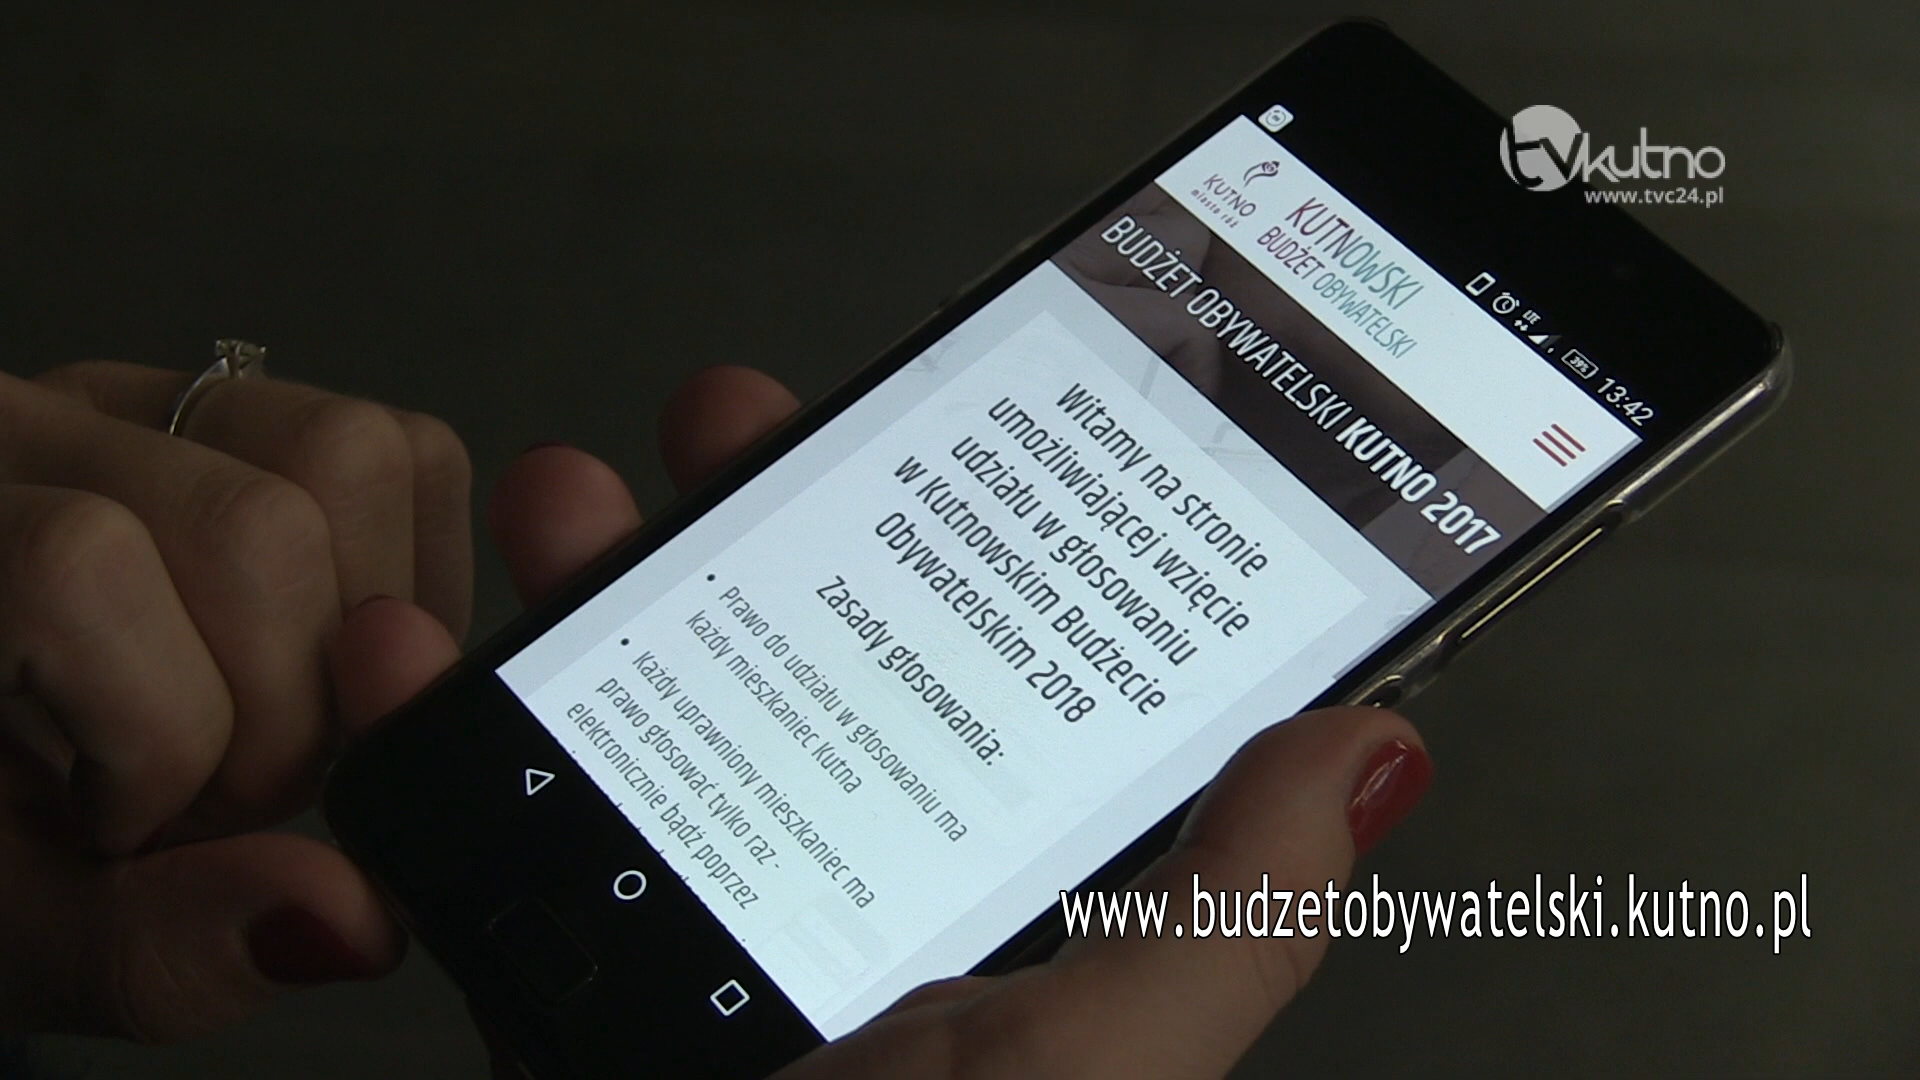 tvkutno
www.tvc24.pl
LTE
39%
13:42
KUTNO
miasto róż
KUTNOWSKI
BUDŻET OBYWATELSKI
BUDŻET OBYWATELSKI KUTNO 2017
Witamy na stronie
umożliwiającej wzięcie
udziału w głosowaniu
w Kutnowskim Budżecie
Obywatelskim 2018
Zasady głosowania:
• Prawo do udziału w głosowaniu ma
każdy mieszkaniec Kutna
• Każdy uprawniony mieszkaniec ma
prawo głosować tylko raz -
elektronicznie bądź poprzez
www.budzetobywatelski.kutno.pl